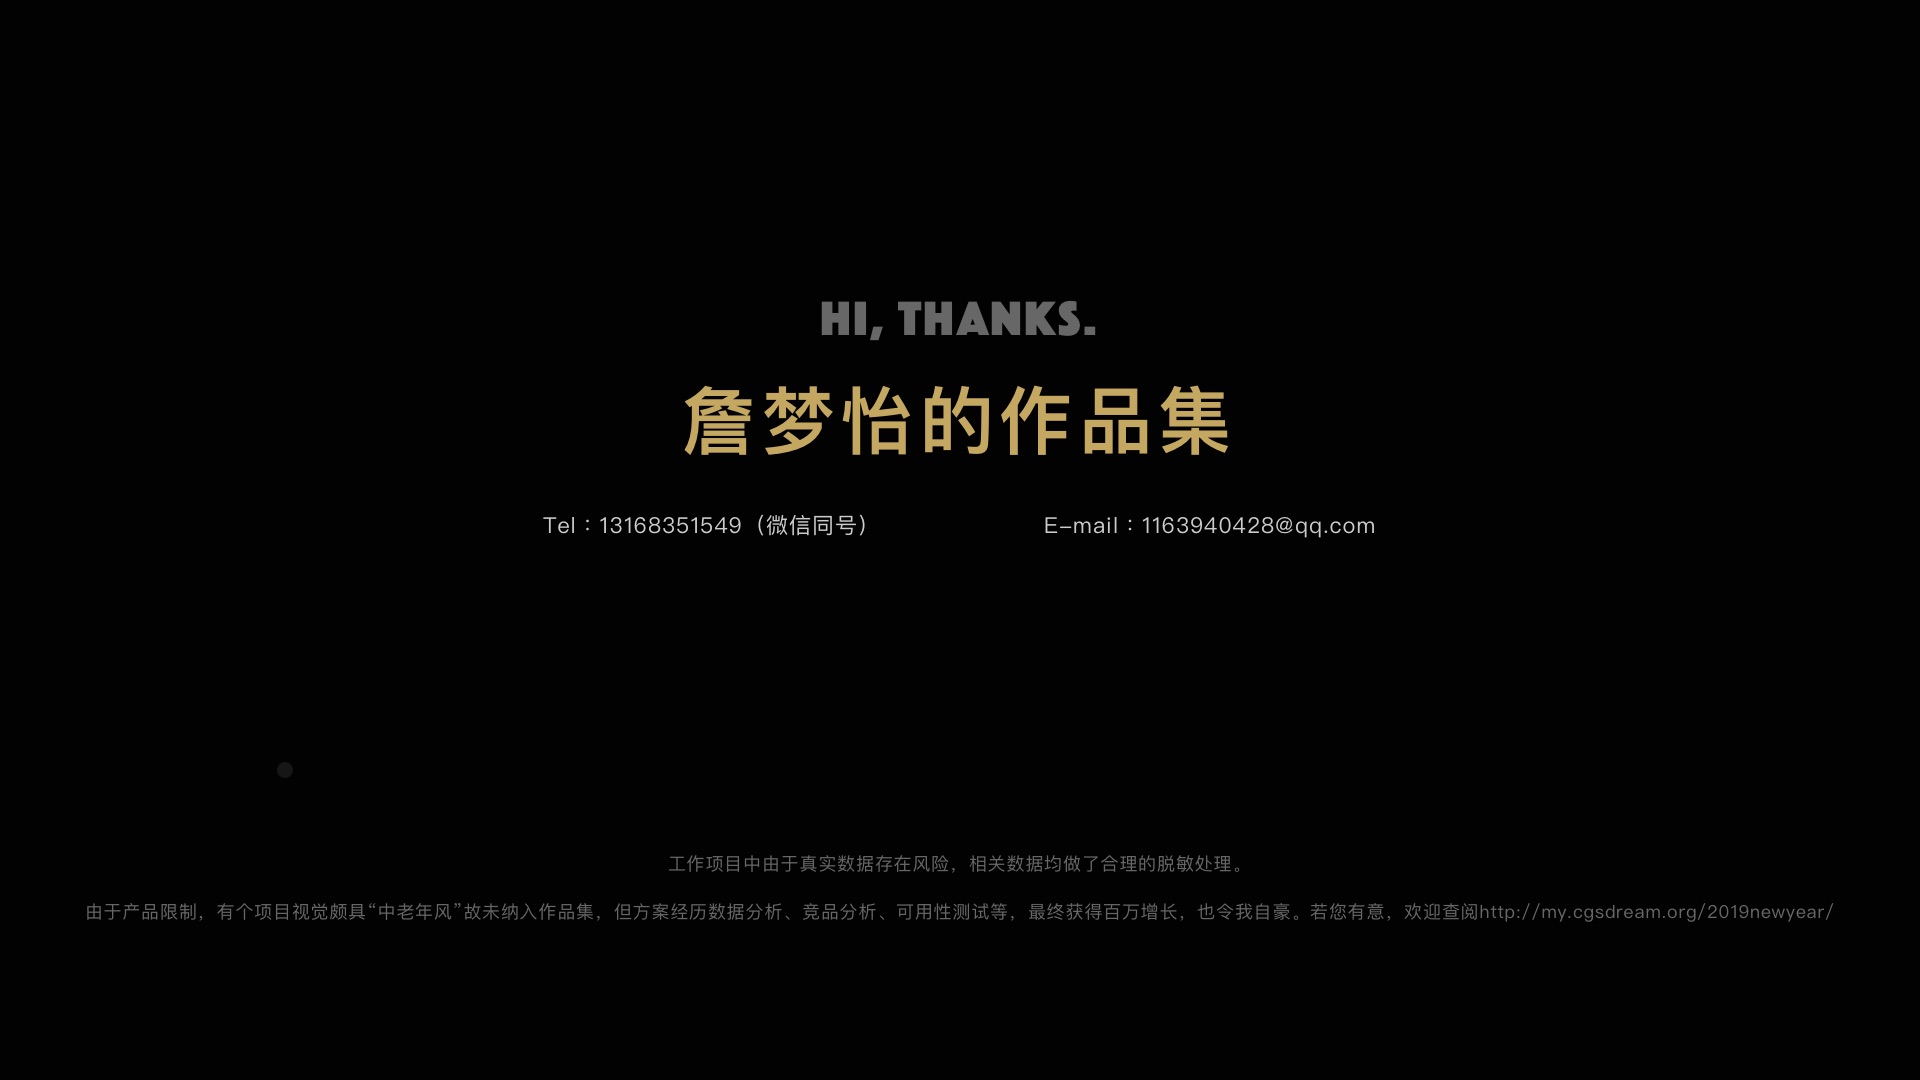 HI, THANKS.
詹梦怡的作品集
Tel：13168351549（微信同号）
E-mail：1163940428@qq.com
工作项目中由于真实数据存在风险，相关数据均做了合理的脱敏处理。
由于产品限制，有个项目视觉颇具“中老年风”故未纳入作品集，但方案经历数据分析、竞品分析、可用性测试等，最终获得百万增长，也令我自豪。若您有意，欢迎查阅http://my.cgsdream.org/2019newyear/